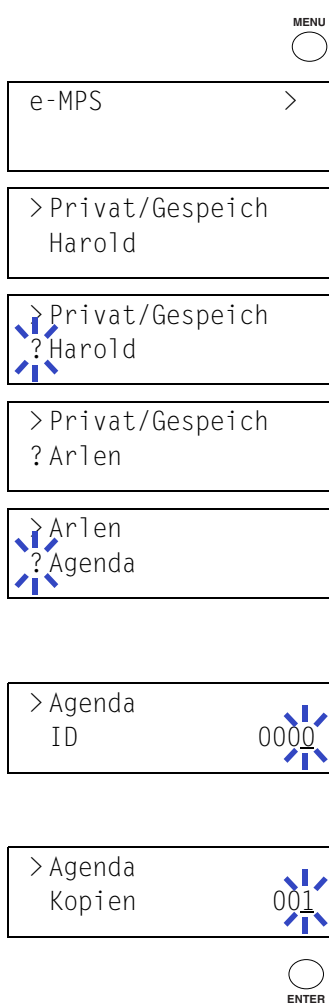 MENU
e-MPS >
>Privat/Gespeich
Harold
>Privat/Gespeich
?Harold
>Privat/Gespeich
?Arlen
>Arlen
?Agenda
>Agenda
ID 0000
>Agenda
Kopien 001
ENTER